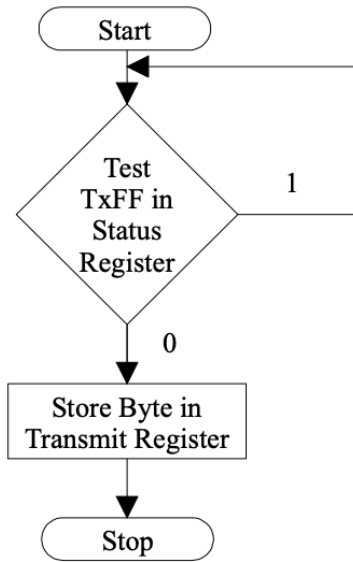 Start
Test
TxFF in
Status
Register
1
0
Store Byte in
Transmit Register
Stop